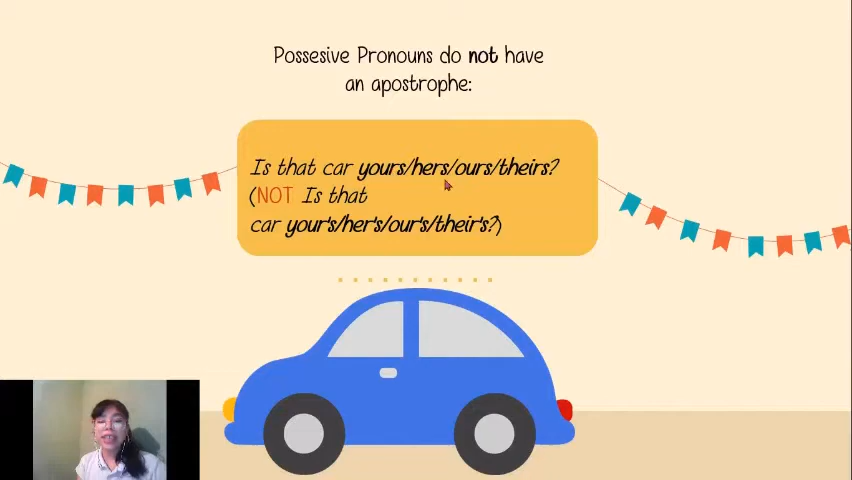 Possesive Pronouns do not have
an apostrophe:
Is that car yours/hers/ours/theirs?
(NOT Is that
car your's/her's/our's/their's?)